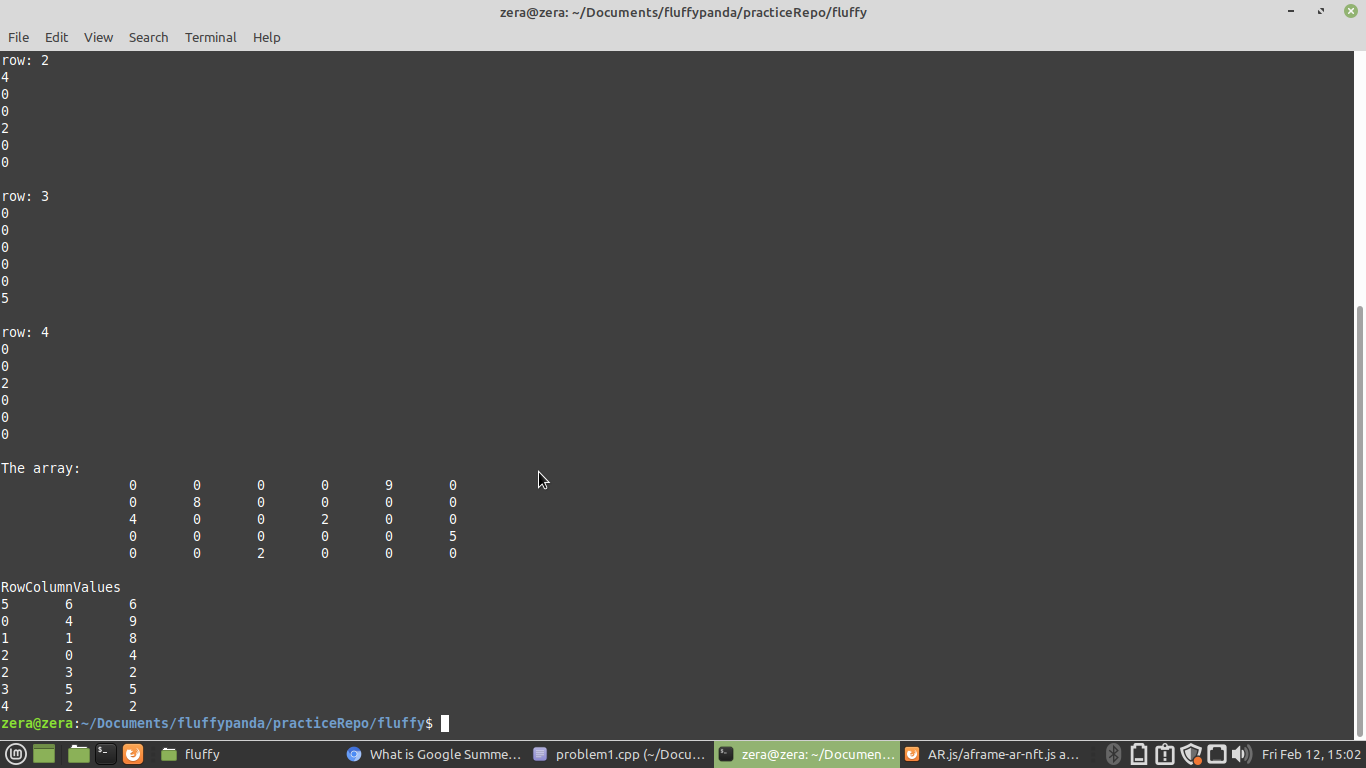 zera@zera: ~/Documents/fluffypanda/practiceRepo/fluffy
File Edit View Search Terminal Help
row: 2
4
0
0
2
0
0
row: 3
0
0
0
0
0
5
row: 4
0
0
2
0
0
0
The array:
0 0 0 0 9 0
0 8 0 0 0 0
4 0 0 2 0 0
0 0 0 0 0 5
0 0 2 0 0 0
RowColumnValues
5 6 6
0 4 9
1 1 8
2 0 4
2 3 2
3 5 5
4 2 2
zera@zera:~/Documents/fluffypanda/practiceRepo/fluffy$
fluffy What is Google Summe... problem1.cpp (~/Docu... zera@zera: ~/Documen... AR.js/aframe-ar-nft.js a... Fri Feb 12, 15:02